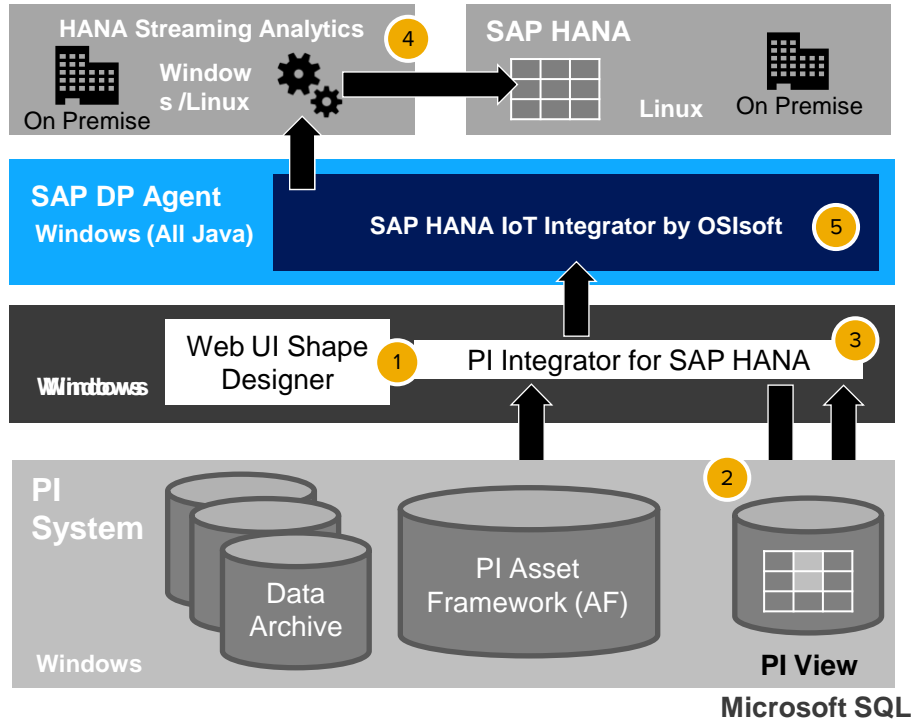 HANA Streaming Analytics
4
SAP HANA
Window
s /Linux
On Premise
Linux
On Premise
SAP DP Agent
Windows (All Java)
SAP HANA IoT Integrator by OSIsoft
5
Web UI Shape
Designer
1
PI Integrator for SAP HANA
3
Windows
Windows
PI
System
2
Data
Archive
PI Asset
Framework (AF)
Windows
PI View
Microsoft SQL